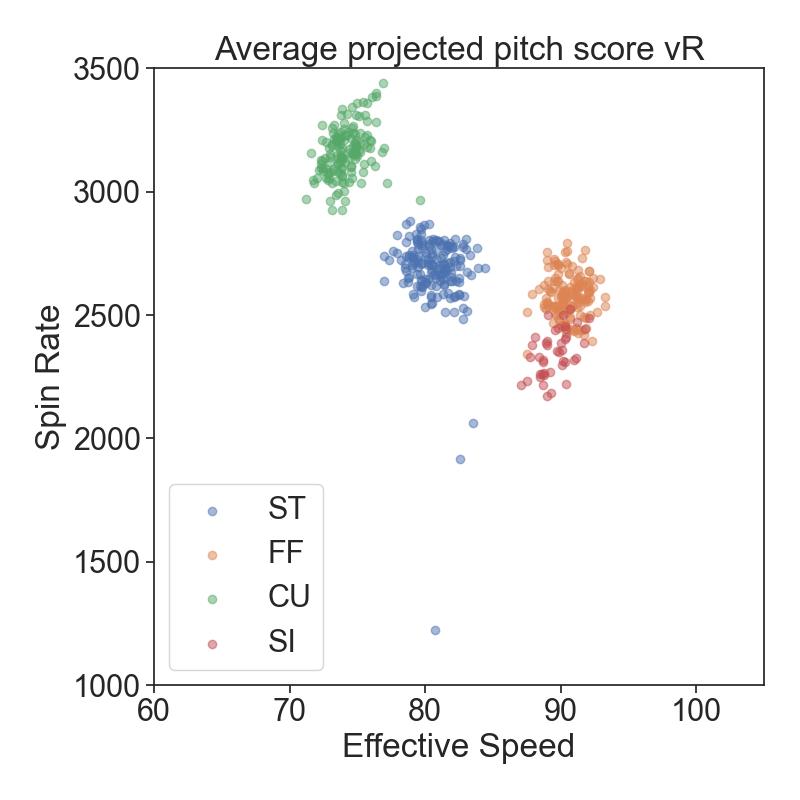 Average projected pitch score vR
3500
3000
2500
2000
1500
1000
Spin Rate
ST
FF
CU
SI
60 70 80 90 100
Effective Speed